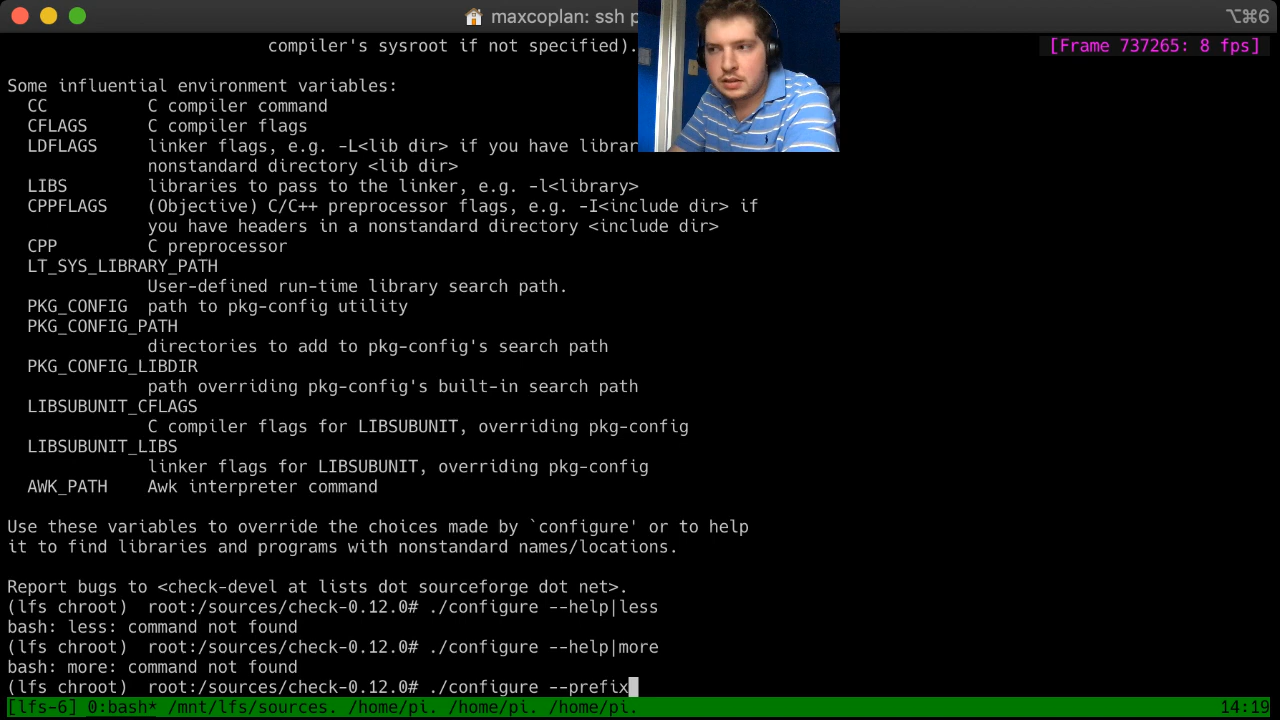 maxcoplan: ssh p
⌥⌘6
compiler's sysroot if not specified).
[Frame 737265: 8 fps]
Some influential environment variables:
CC C compiler command
CFLAGS C compiler flags
LDFLAGS linker flags, e.g. -L<lib dir> if you have librar
nonstandard directory <lib dir>
LIBS libraries to pass to the linker, e.g. -l<library>
CPPFLAGS (Objective) C/C++ preprocessor flags, e.g. -I<include dir> if
you have headers in a nonstandard directory <include dir>
CPP C preprocessor
LT_SYS_LIBRARY_PATH
User-defined run-time library search path.
PKG_CONFIG path to pkg-config utility
PKG_CONFIG_PATH
directories to add to pkg-config's search path
PKG_CONFIG_LIBDIR
path overriding pkg-config's built-in search path
LIBSUBUNIT_CFLAGS
C compiler flags for LIBSUBUNIT, overriding pkg-config
LIBSUBUNIT_LIBS
linker flags for LIBSUBUNIT, overriding pkg-config
AWK_PATH Awk interpreter command
Use these variables to override the choices made by `configure' or to help
it to find libraries and programs with nonstandard names/locations.
Report bugs to <check-devel at lists dot sourceforge dot net>.
(lfs chroot) root:/sources/check-0.12.0# ./configure --help|less
bash: less: command not found
(lfs chroot) root:/sources/check-0.12.0# ./configure --help|more
bash: more: command not found
(lfs chroot) root:/sources/check-0.12.0# ./configure --prefix
[lfs-6] 0:bash* /mnt/lfs/sources. /home/pi. /home/pi. /home/pi. 14:19